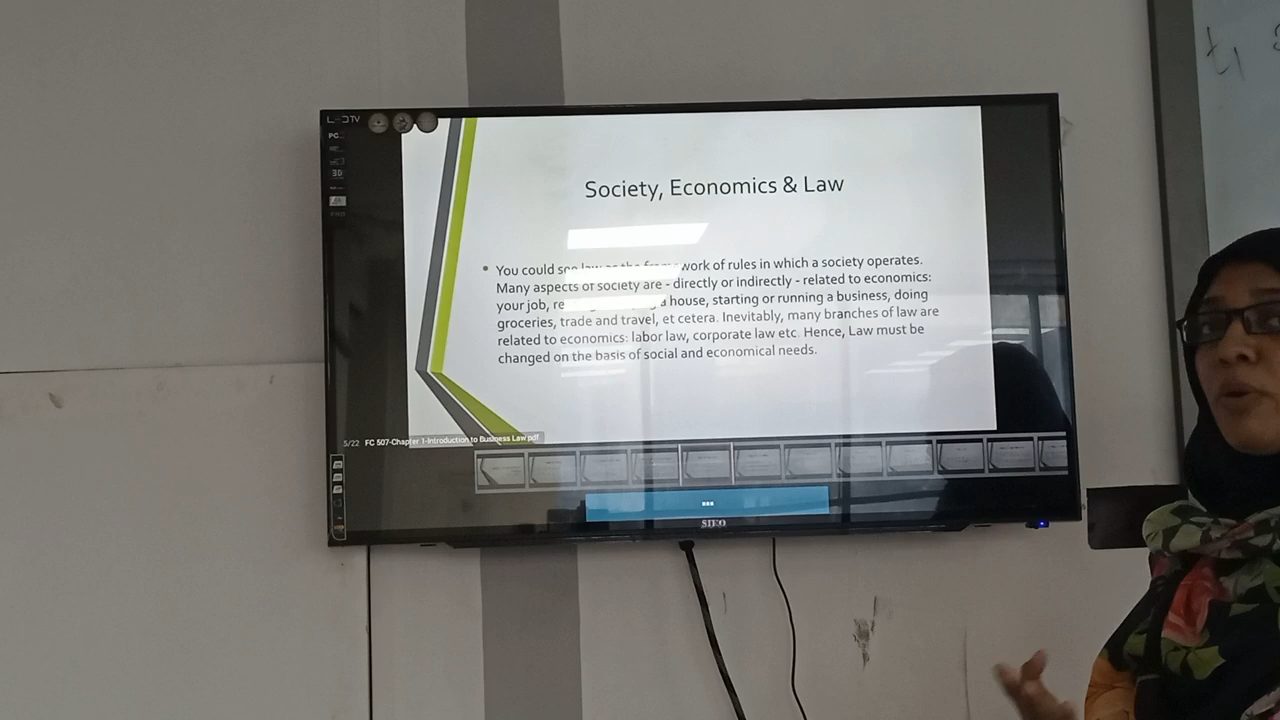 PC
3D
Society, Economics & Law
You could see law as the framework of rules in which a society operates.
Many aspects of society are - directly or indirectly - related to economics:
your job, a house, starting or running a business, doing
groceries, trade and travel, et cetera. Inevitably, many branches of law are
related to economics: labor law, corporate law etc. Hence, Law must be
changed on the basis of social and economical needs.
5/22 FC 507-Chapter 1-Introduction to Business Law.pdf